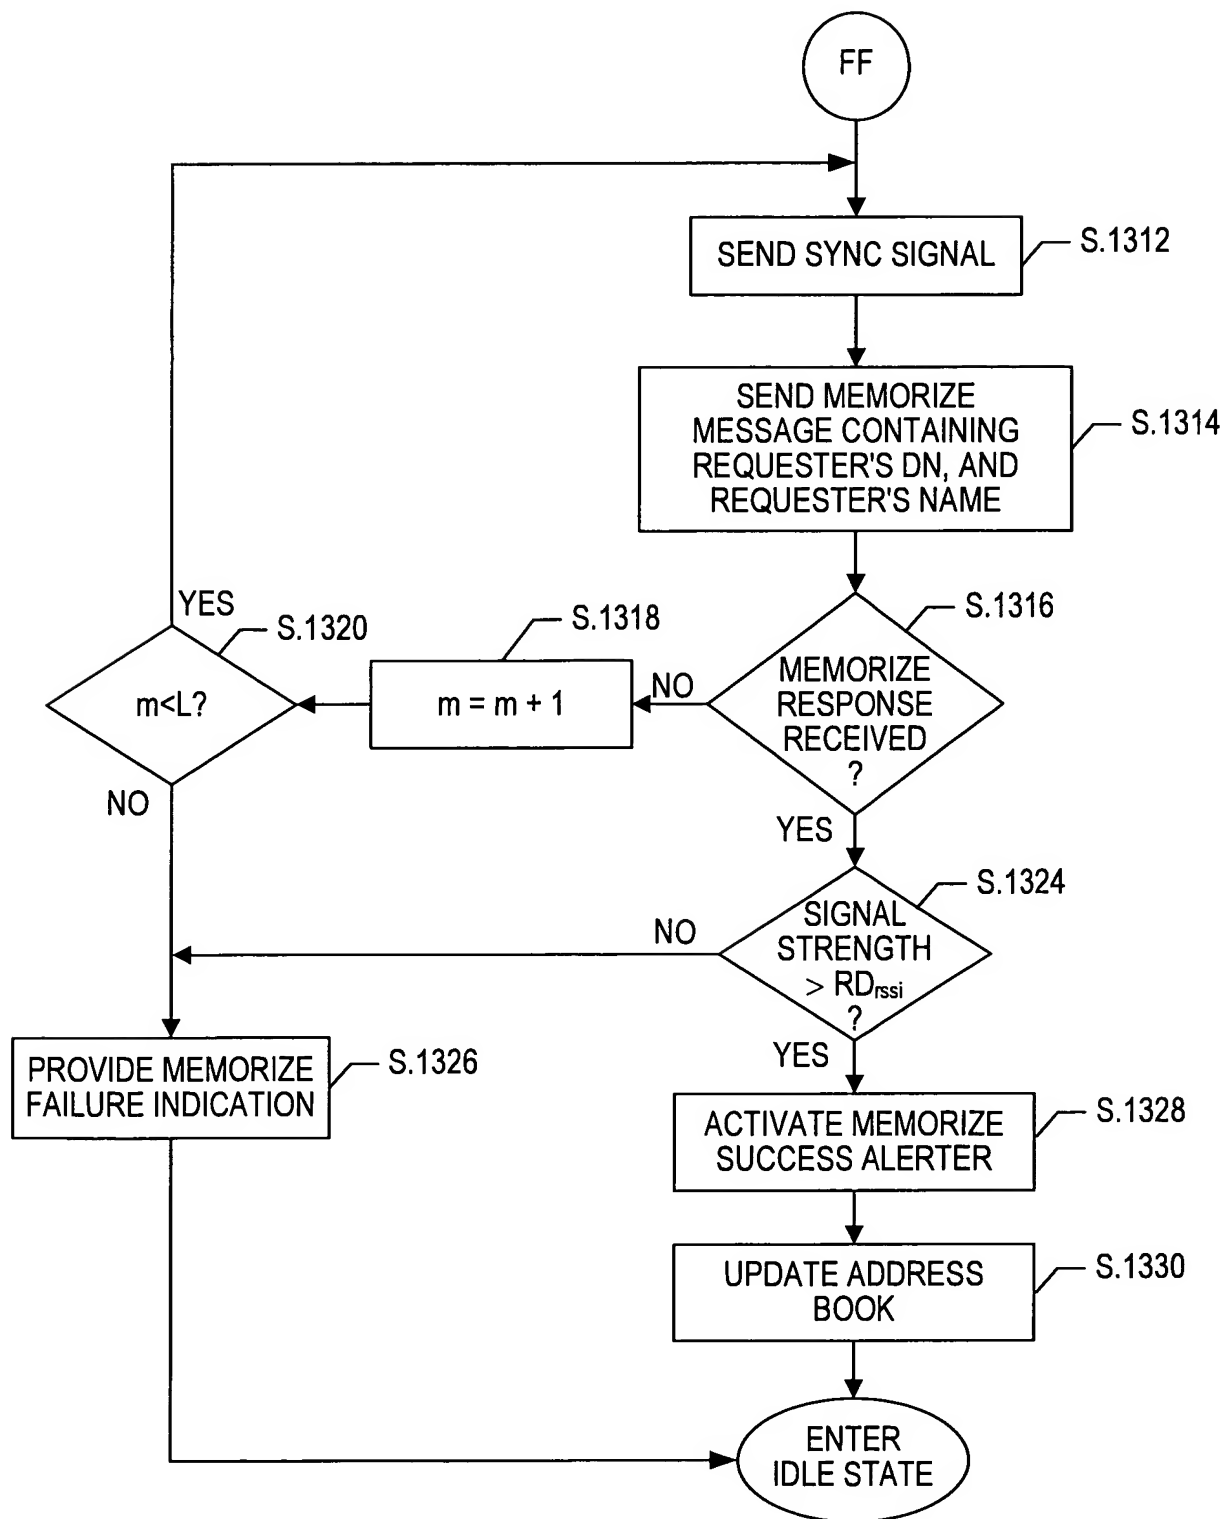 FF
SEND SYNC SIGNAL
S.1312
SEND MEMORIZE
MESSAGE CONTAINING
REQUESTER'S DN, AND
REQUESTER'S NAME
S.1314
MEMORIZE
RESPONSE
RECEIVED
?
S.1316
NO
YES
m = m + 1
S.1318
m<L?
S.1320
YES
NO
SIGNAL
STRENGTH
> RDrssi
?
S.1324
NO
YES
PROVIDE MEMORIZE
FAILURE INDICATION
S.1326
ACTIVATE MEMORIZE
SUCCESS ALERTER
S.1328
UPDATE ADDRESS
BOOK
S.1330
ENTER
IDLE STATE